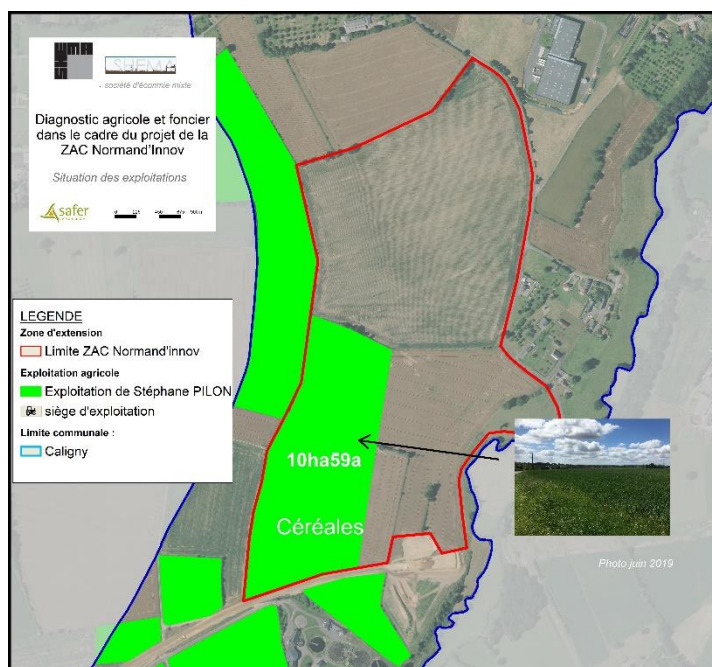 SHEMA
- société d'économie mixte
Diagnostic agricole et foncier
dans le cadre du projet de la
ZAC Normand'Innov
Situation des exploitations
safer
LEGENDE
Zone d'extension
Limite ZAC Normand'innov
Exploitation agricole
Exploitation de Stéphane PILON
siège d'exploitation
Limite communale :
Caligny
10ha59a
Céréales
Photo juin 2019